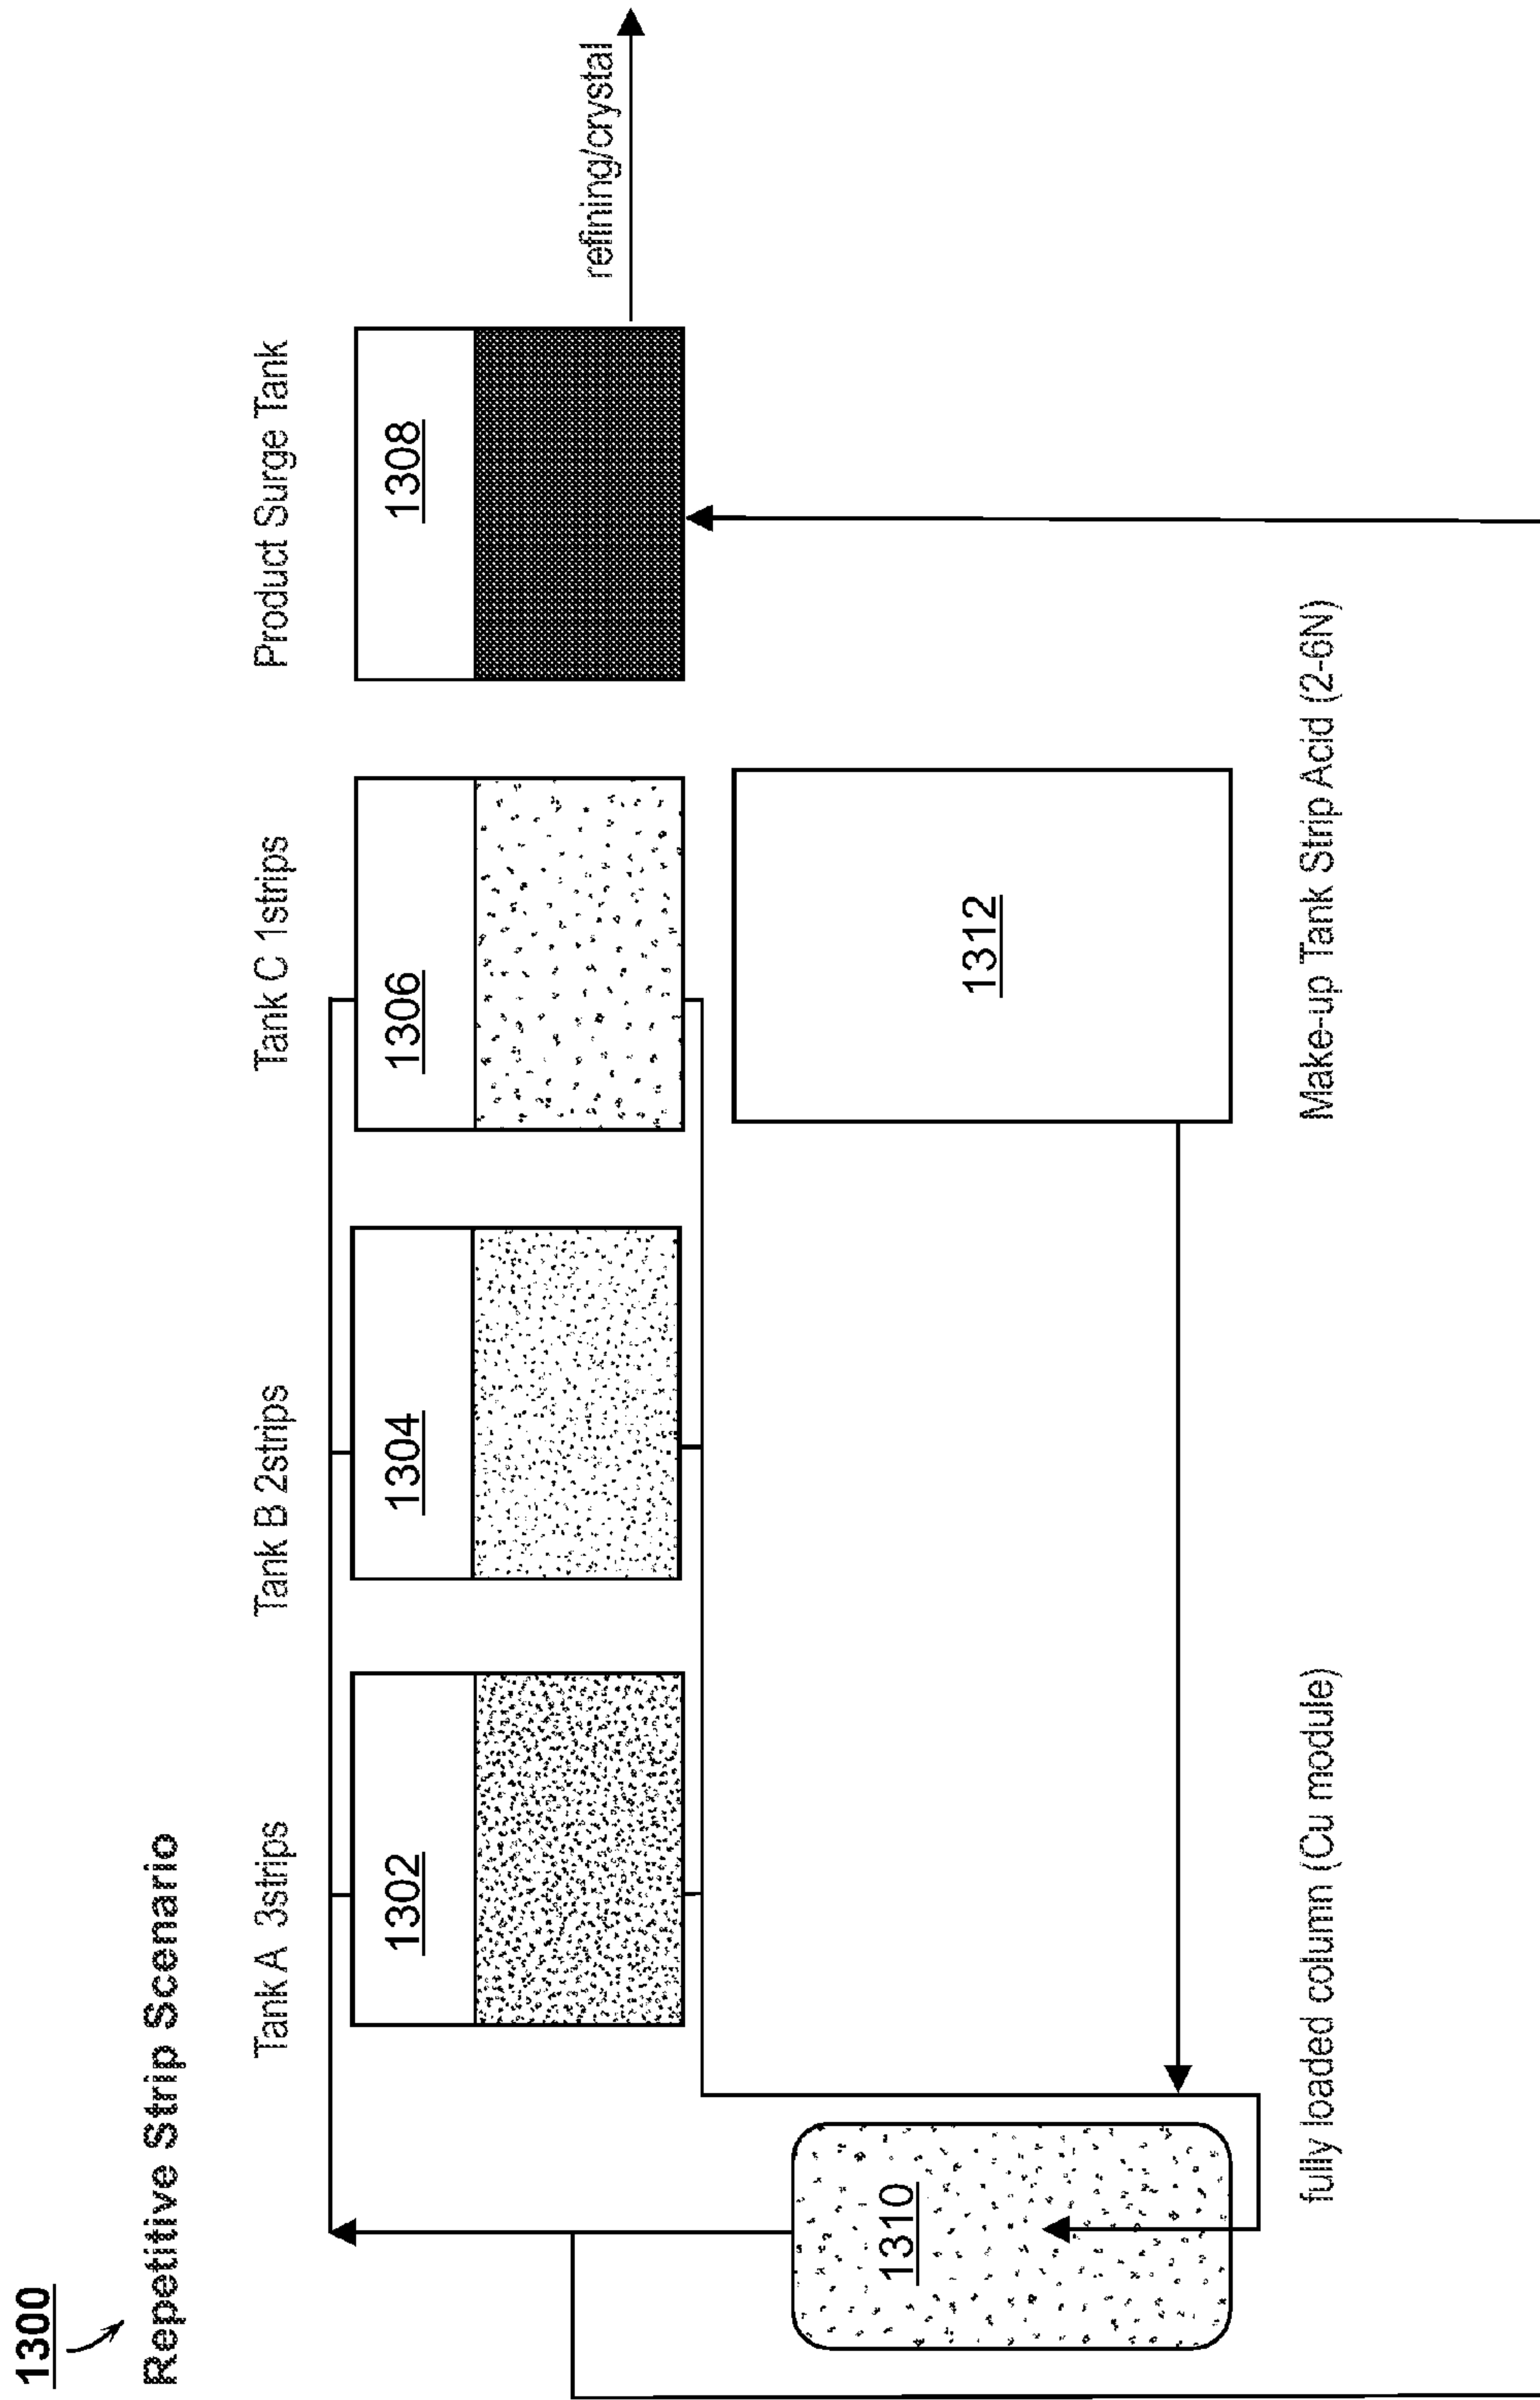 1300
Repetitive Strip Scenario
Tank A 3strips
Tank B 2strips
Tank C 1strips
Product Surge Tank
1302
1304
1306
1308
refining/crystal
1310
1312
fully loaded column (Cu module)
Make-up Tank Strip Acid (2-6N)